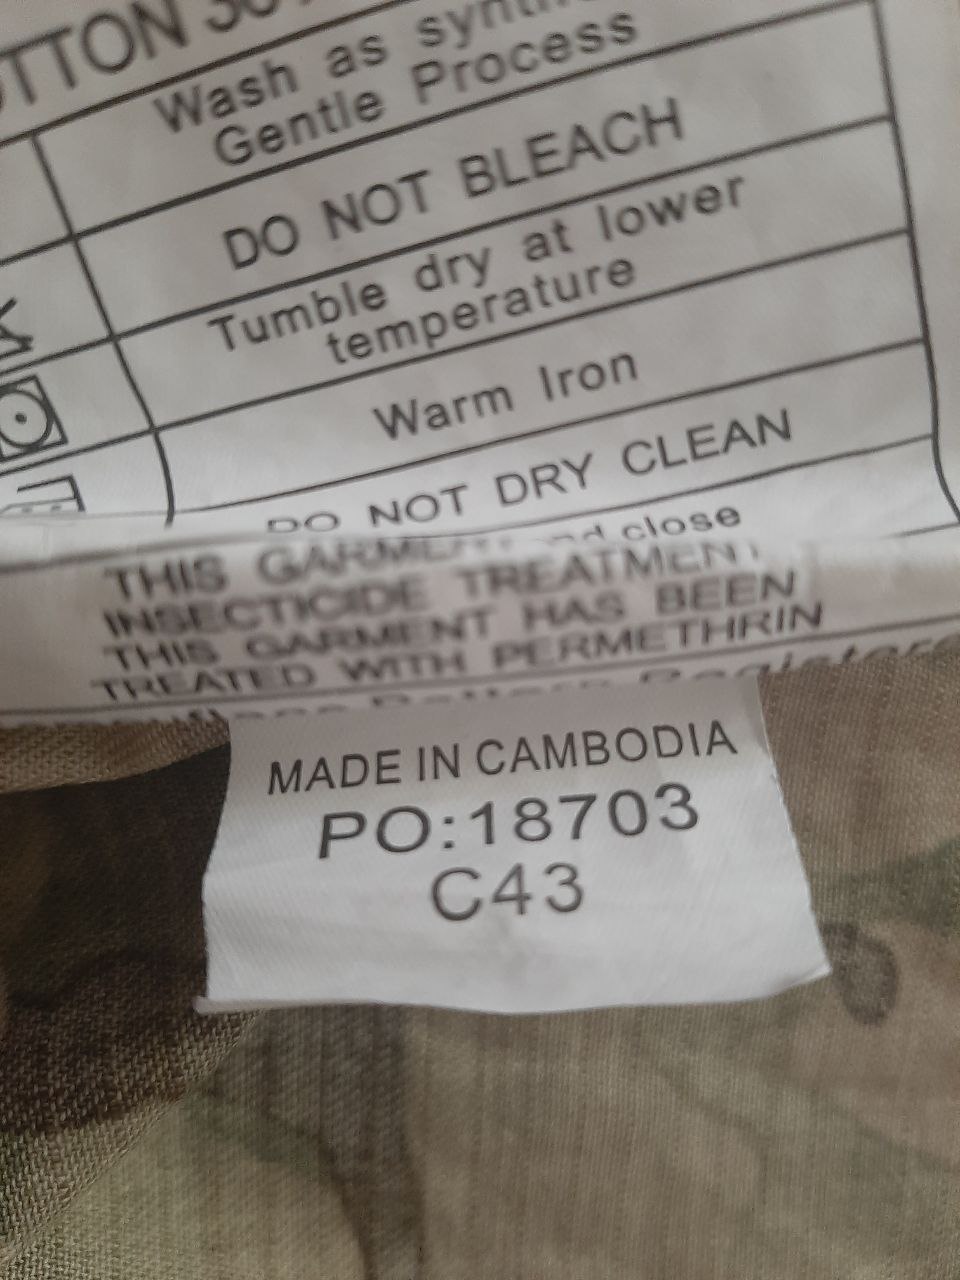 Wash as
Gentle Process
DO NOT BLEACH
Tumble dry at lower
temperature
Warm Iron
DO NOT DRY CLEAN
close
THIS GARMENT
INSECTICIDE TREATMENT
THIS GARMENT HAS BEEN
TREATED WITH PERMETHRIN
MADE IN CAMBODIA
PO:18703
C43